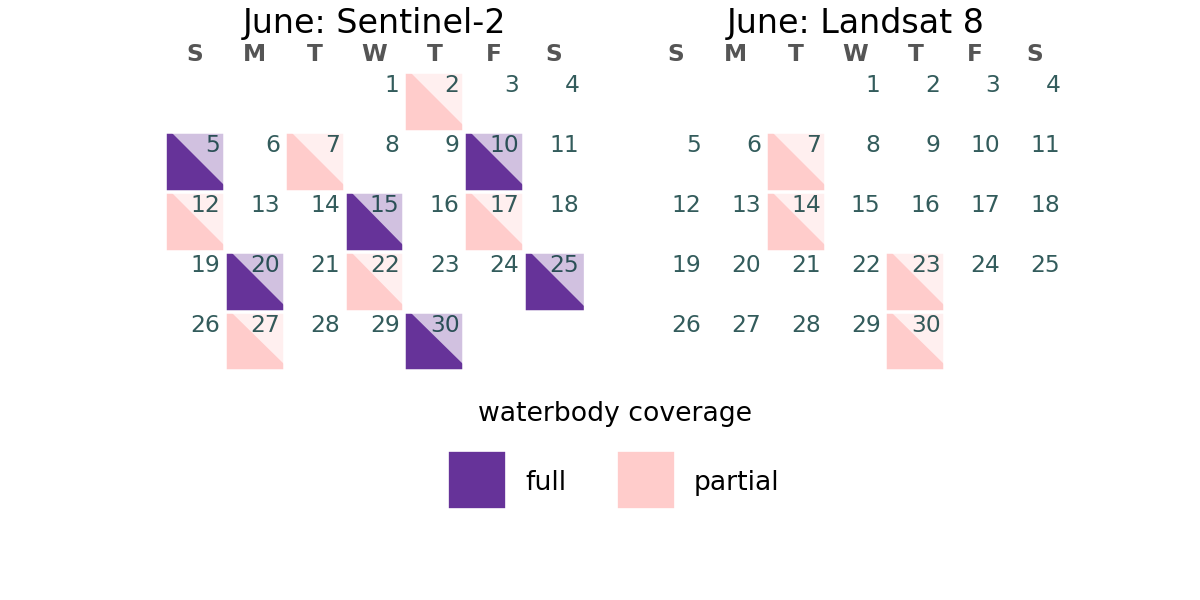 June: Sentinel-2
S M T W T F S
1 2 3 4
5 6 7 8 9 10 11
12 13 14 15 16 17 18
19 20 21 22 23 24 25
26 27 28 29 30
June: Landsat 8
S M T W T F S
1 2 3 4
5 6 7 8 9 10 11
12 13 14 15 16 17 18
19 20 21 22 23 24 25
26 27 28 29 30
waterbody coverage
full partial